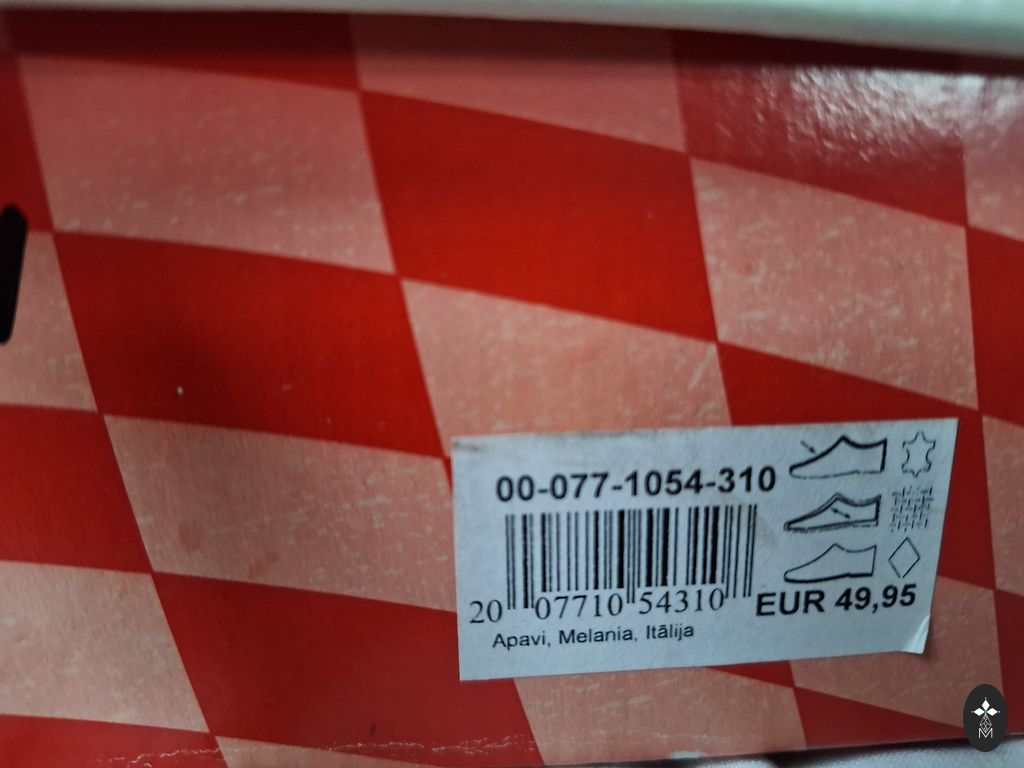 00-077-1054-310
20 07710 54310
EUR 49,95
Apavi, Melania, Itālija
M